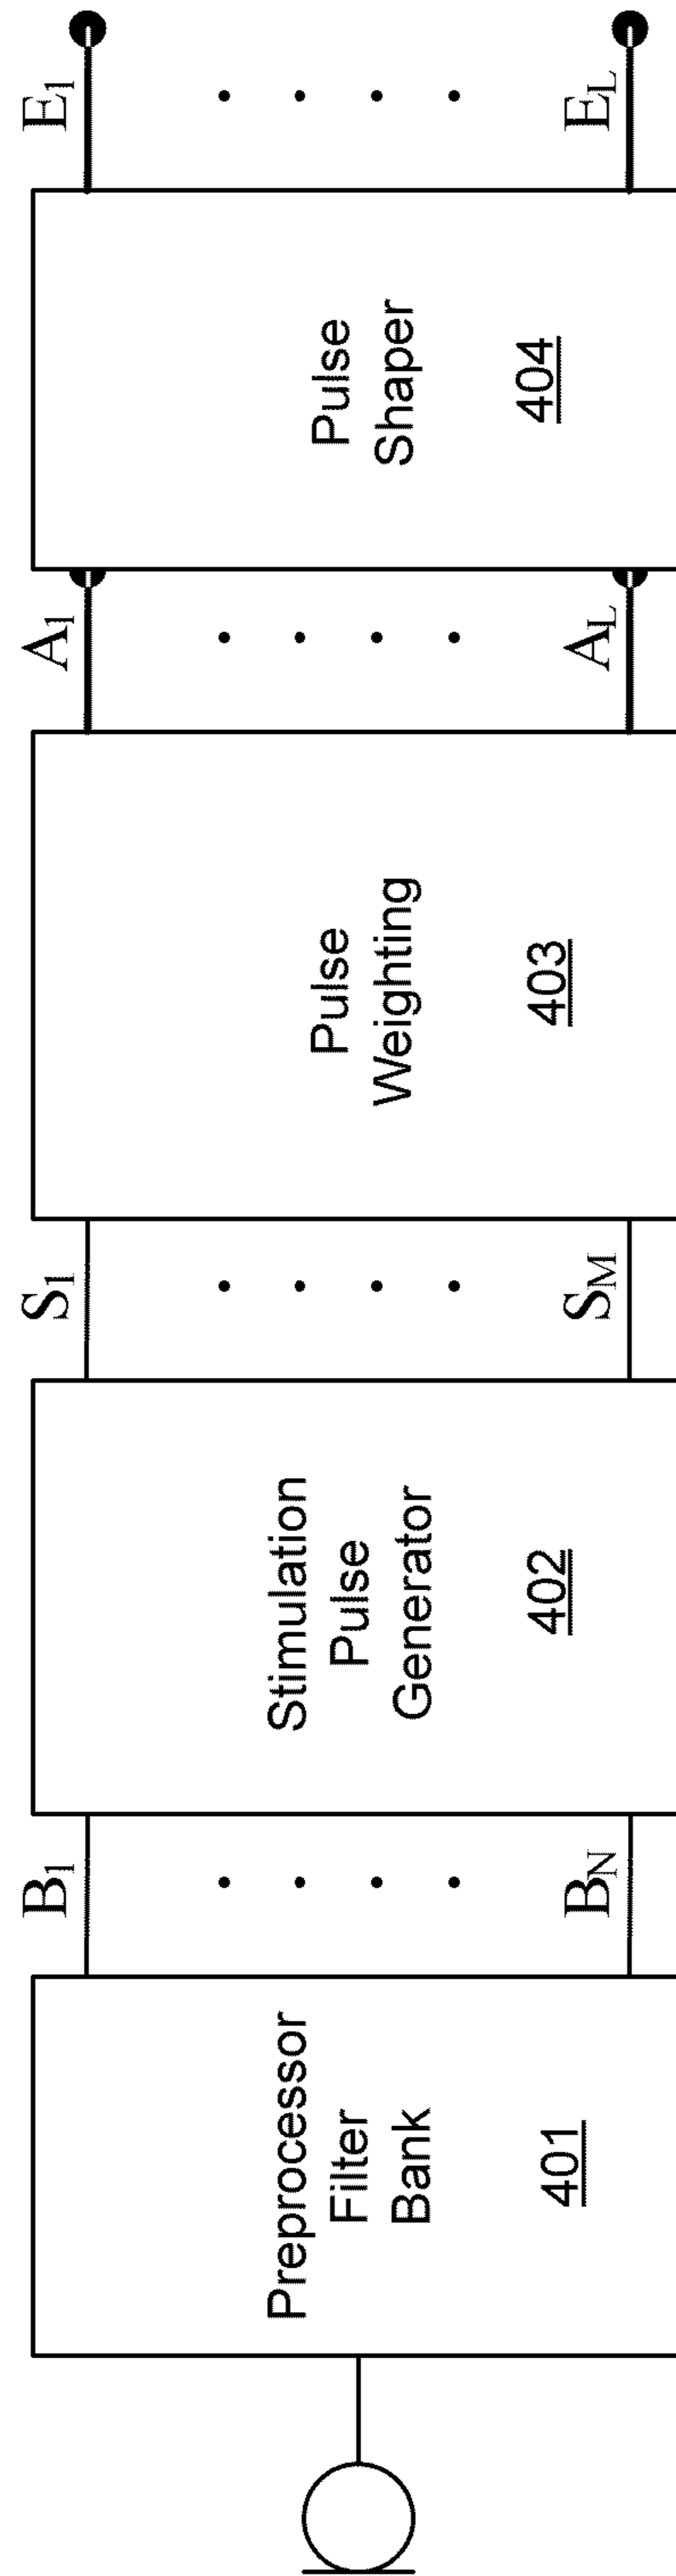 Preprocessor
Filter
Bank
401
B1
BN
Stimulation
Pulse
Generator
402
S1
SM
Pulse
Weighting
403
A1
AL
Pulse
Shaper
404
E1
EL